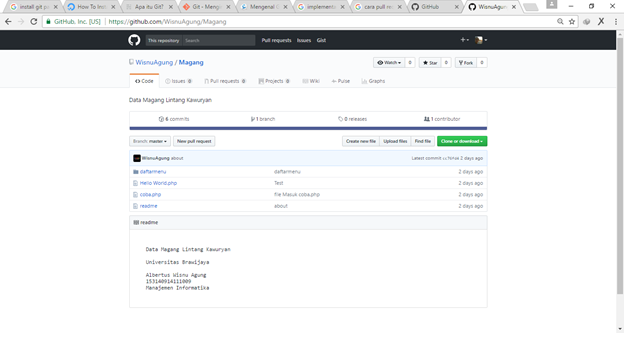 install git pa
How To Inst
Apa itu Git?
Git - Menge
Mengenal G
implementa
cara pull re
GitHub
WisnuAgun
GitHub, Inc. [US] | https://github.com/WisnuAgung/Magang
This repository Search Pull requests Issues Gist
WisnuAgung / Magang
Watch 0 Star 0 Fork 0
Code Issues 0 Pull requests 0 Projects 0 Wiki Pulse Graphs
Data Magang Lintang Kawuryan
6 commits 1 branch 0 releases 1 contributor
Branch: master New pull request Create new file Upload files Find file Clone or download
WisnuAgung about Latest commit 2 days ago
daftarmenu daftarmenu 2 days ago
Hello World.php Test 2 days ago
coba.php File Masuk coba.php 2 days ago
readme about 2 days ago
readme
Data Magang Lintang Kawuryan
Universitas Brawijaya
Albertus Wisnu Agung
153140914111009
Manajemen Informatika